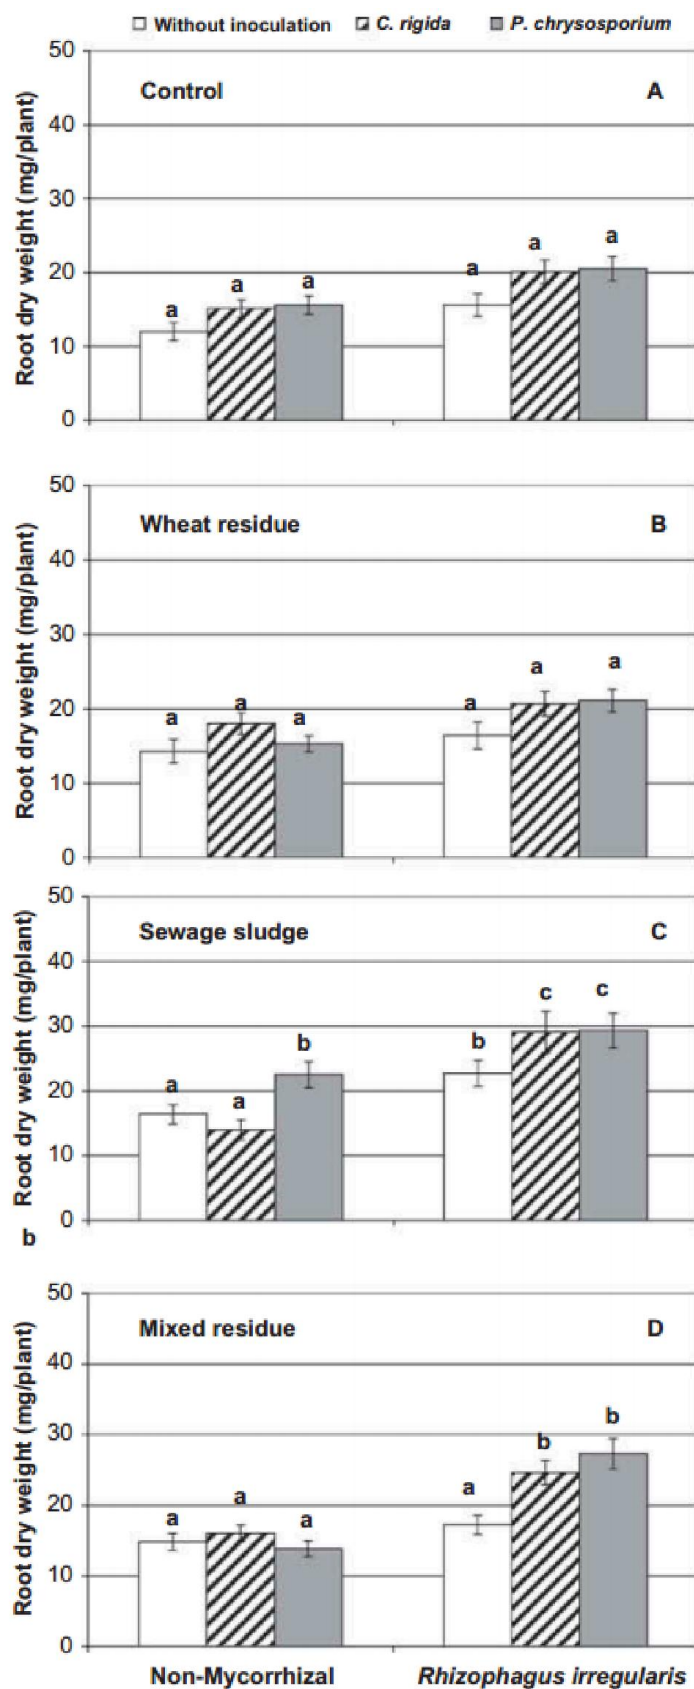 Without inoculation C. rigida P. chrysosporium
50
Control A
40
30
20
10
0
a a a a a a
Root dry weight (mg/plant)
50
Wheat residue B
40
30
20
10
0
a a a a a a
Root dry weight (mg/plant)
50
Sewage sludge C
40
30
20
10
0
a a b b c c
Root dry weight (mg/plant)
b
50
Mixed residue D
40
30
20
10
0
a a a a b b
Root dry weight (mg/plant)
Non-Mycorrhizal Rhizophagus irregularis